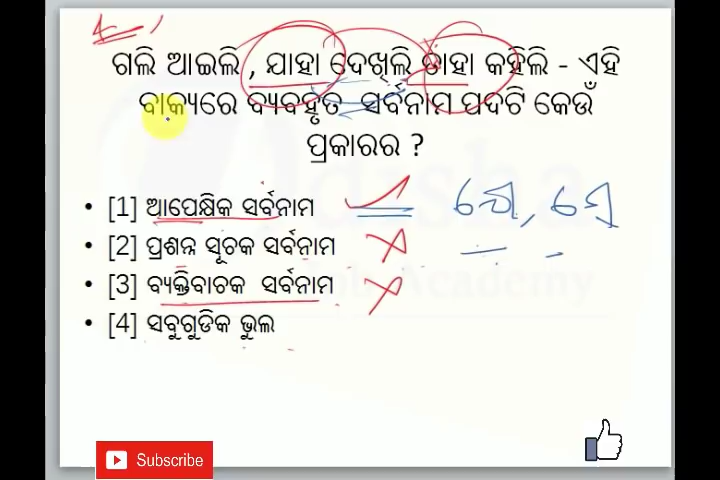 ଗଲି ଆଇଲି , ଯାହା ଦେଖିଲି ତାହା କହିଲି - ଏହି
ବାକ୍ୟରେ ବ୍ୟବହୃତ ସର୍ବନାମ ପଦଟି କେଉଁ
ପ୍ରକାରର ?
• [1] ଆପେକ୍ଷିକ ସର୍ବନାମ
ଯେ, ସେ
• [2] ପ୍ରଶନ୍ନ ସୂଚକ ସର୍ବନାମ
• [3] ବ୍ୟକ୍ତିବାଚକ ସର୍ବନାମ
• [4] ସବୁଗୁଡିକ ଭୁଲ
Subscribe